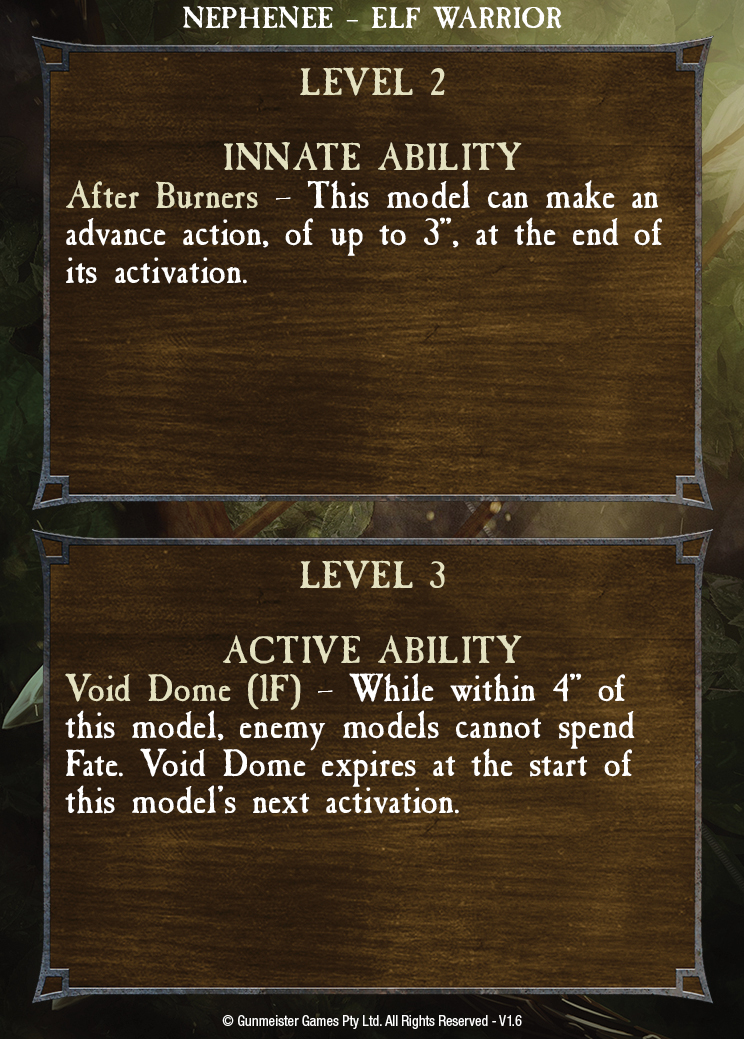 NEPHENEE – ELF WARRIOR
LEVEL 2
INNATE ABILITY
After Burners – This model can make an
advance action, of up to 3”, at the end of
its activation.
LEVEL 3
ACTIVE ABILITY
Void Dome (1F) – While within 4” of
this model, enemy models cannot spend
Fate. Void Dome expires at the start of
this model’s next activation.
© Gunmeister Games Pty Ltd. All Rights Reserved - V1.6